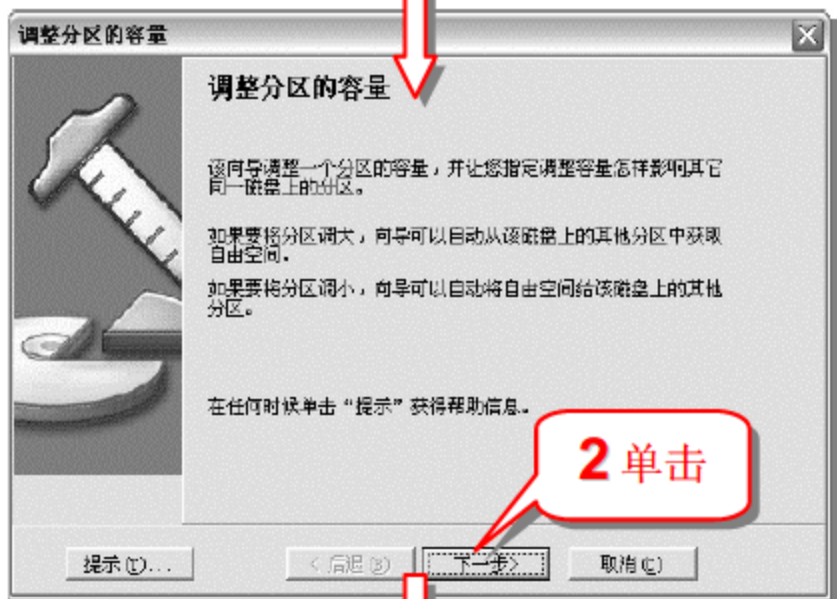 调整分区的容量
调整分区的容量
该向导调整一个分区的容量，并让您指定调整容量怎样影响其它
同一磁盘上的分区。
如果要将分区调大，向导可以自动从该磁盘上的其他分区中获取
自由空间。
如果要将分区调小，向导可以自动将自由空间给该磁盘上的其他
分区。
在任何时候单击“提示”获得帮助信息。
2 单击
提示(T)... <后退(B) 下一步> 取消(C)